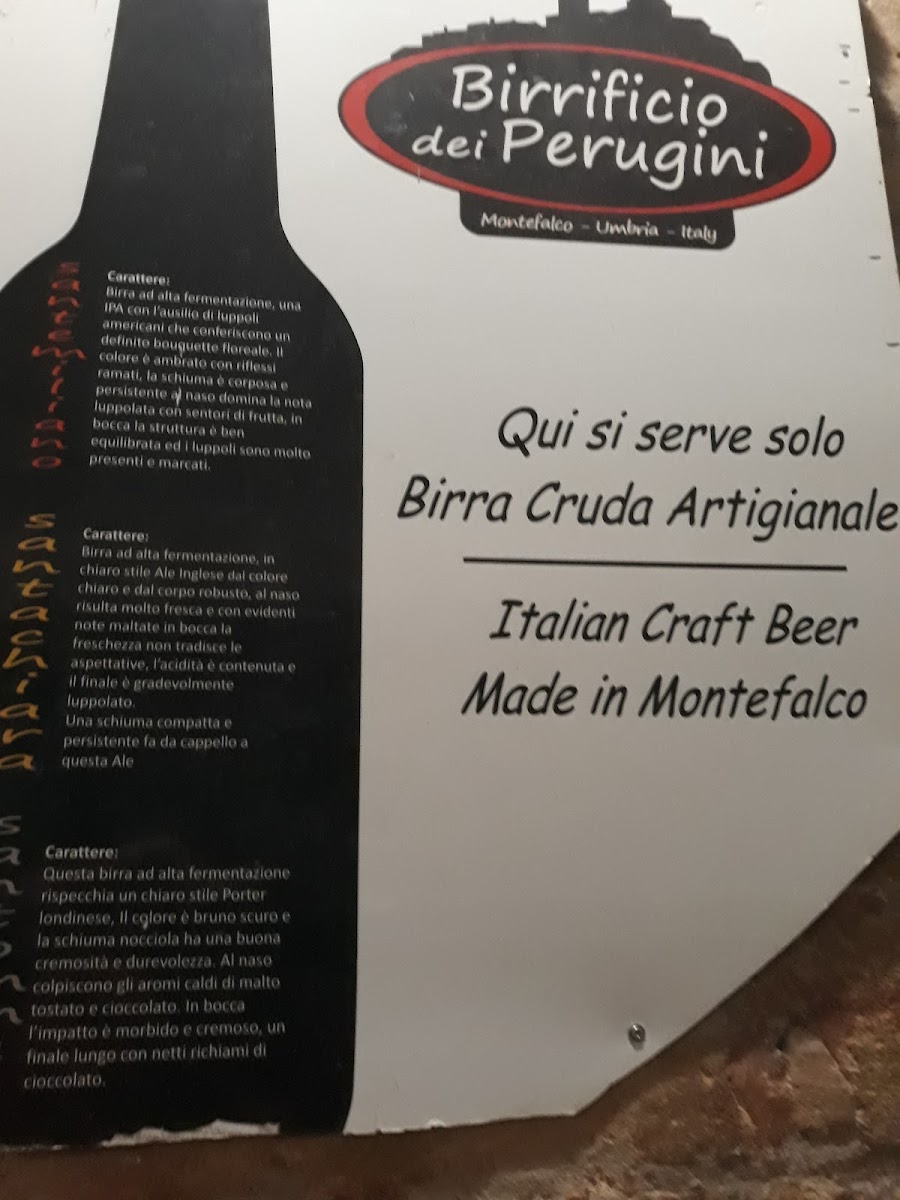 Birrificio
dei Perugini
Montefalco - Umbria - Italy
Carattere:
Birra ad alta fermentazione, una
IPA con l'ausilio di luppoli
americani che conferiscono un
definito bouquette floreale. Il
colore è ambrato con riflessi
ramati, la schiuma è corposa e
persistente al naso domina la nota
luppolata con sentori di frutta, in
bocca la struttura è ben
equilibrata ed i luppoli sono molto
presenti e marcati.
santachiara
Carattere:
Birra ad alta fermentazione, in
chiaro stile Ale Inglese dal colore
chiaro e dal corpo robusto, al naso
risulta molto fresca e con evidenti
note maltate in bocca la
freschezza non tradisce le
aspettative, l'acidità è contenuta e
il finale è gradevolmente
luppolato.
Una schiuma compatta e
persistente fa da cappello a
questa Ale
Carattere:
Questa birra ad alta fermentazione
rispecchia un chiaro stile Porter
londinese, Il colore è bruno scuro e
la schiuma nocciola ha una buona
cremosità e durevolezza. Al naso
colpiscono gli aromi caldi di malto
tostato e cioccolato. In bocca
l'impatto è morbido e cremoso, un
finale lungo con netti richiami di
cioccolato.
Qui si serve solo
Birra Cruda Artigianale
Italian Craft Beer
Made in Montefalco